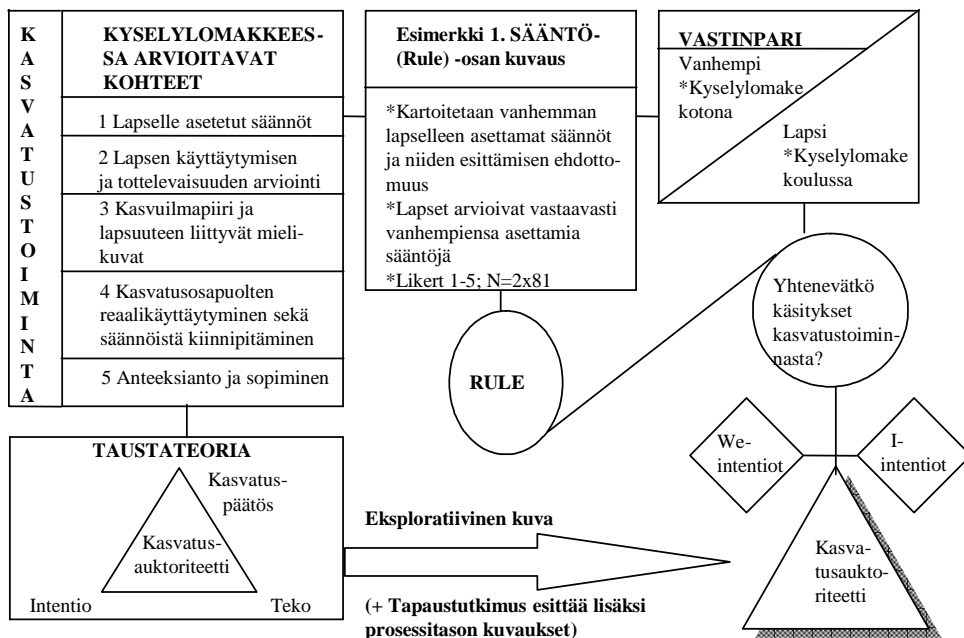 KASVATUSTOIMINTA
KYSELYLOMAKKEES-
SA ARVIOITAVAT
KOHTEET
1 Lapselle asetetut säännöt
2 Lapsen käyttäytymisen
ja tottelevaisuuden arviointi
3 Kasvuilmapiiri ja
lapsuuteen liittyvät mieli-
kuvat
4 Kasvatusosapuolten
reaalikäyttäytyminen sekä
säännöistä kiinnipitäminen
5 Anteeksianto ja sopiminen
Esimerkki 1. SÄÄNTÖ-
(Rule) -osan kuvaus
*Kartoitetaan vanhemman
lapselleen asettamat säännöt
ja niiden esittämisen ehdotto-
muus
*Lapset arvioivat vastaavasti
vanhempiensa asettamia
sääntöjä
*Likert 1-5; N=2x81
VASTINPARI
Vanhempi
*Kyselylomake
kotona
Lapsi
*Kyselylomake
koulussa
RULE
Yhtenevätkö
käsitykset
kasvatustoimin-
nasta?
We-
intentiot
I-
intentiot
Kasva-
tusaukto-
riteetti
TAUSTATEORIA
Kasvatus-
päätös
Kasvatus-
auktoriteetti
Intentio
Teko
Eksploratiivinen kuva
(+ Tapaustutkimus esittää lisäksi
prosessitason kuvaukset)